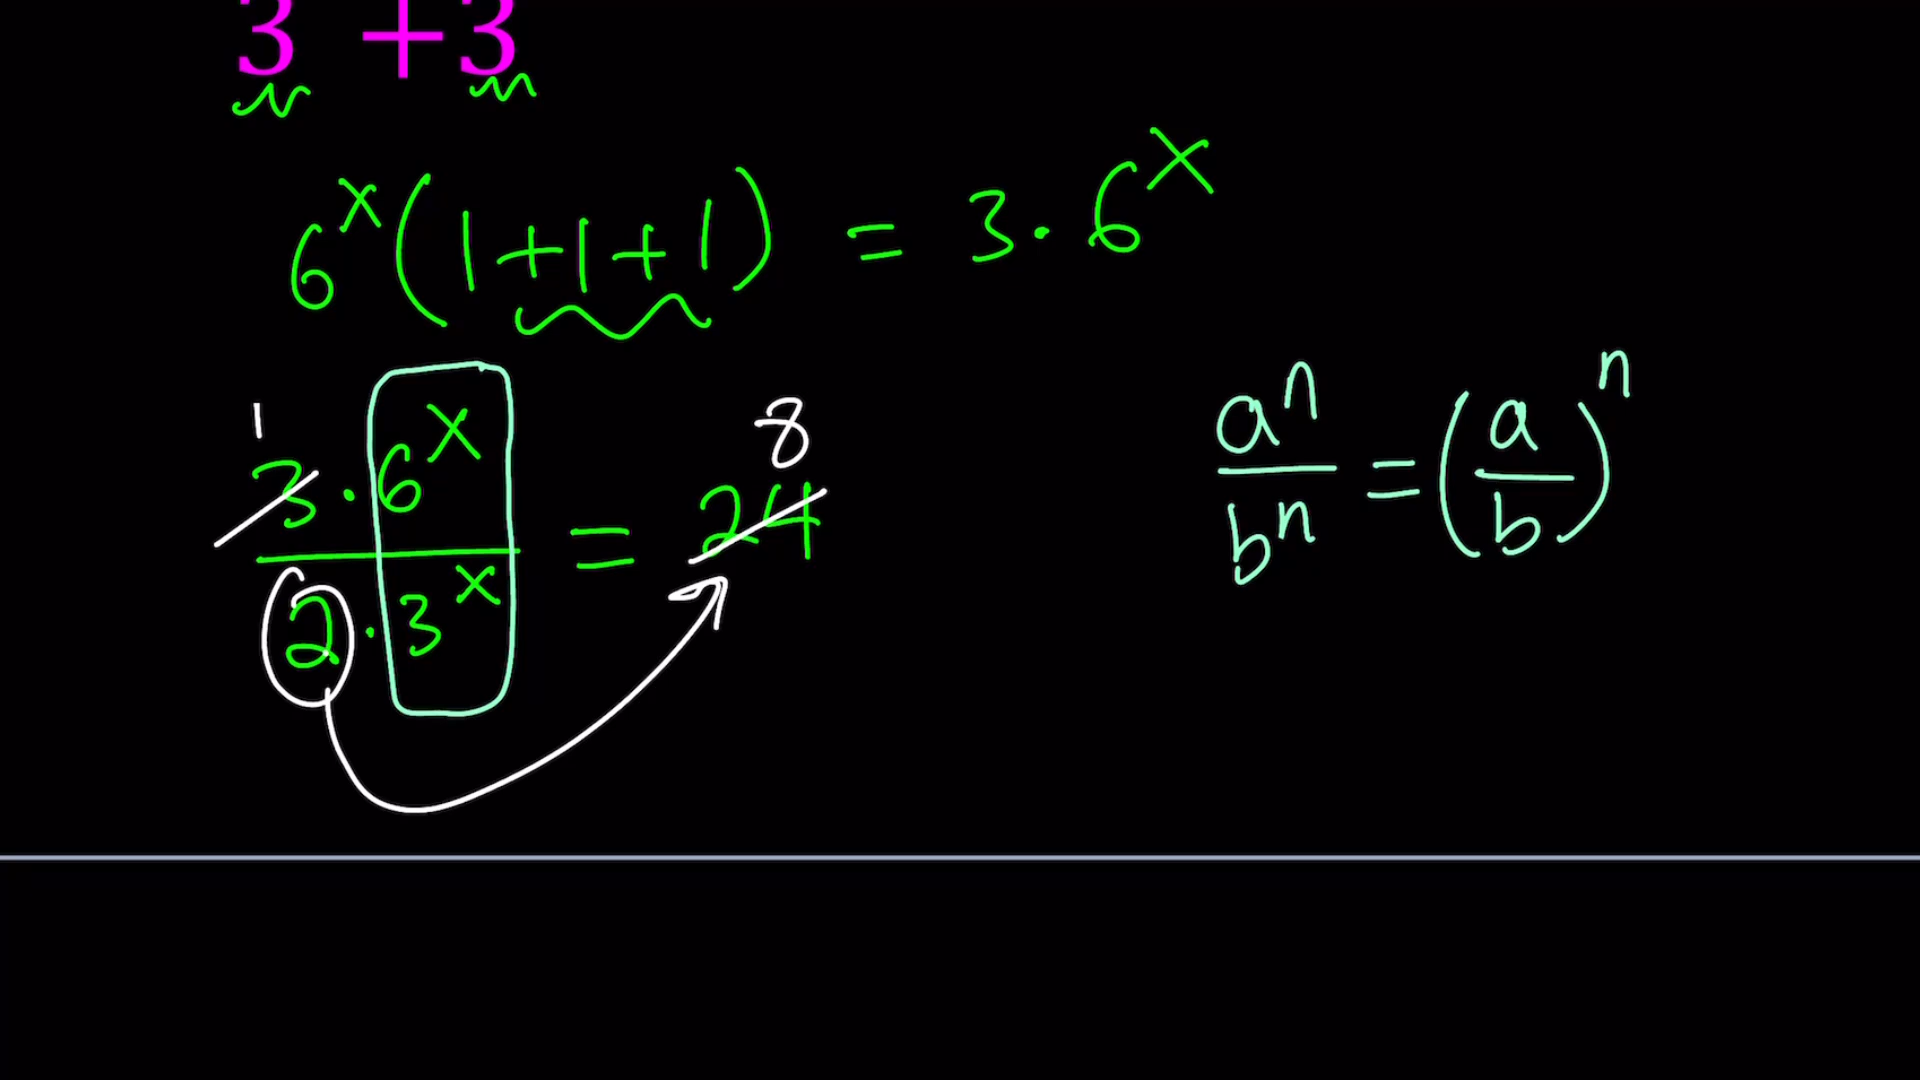 3 + 3
6^x (1+1+1) = 3 · 6^x
1 8
3 · 6^x / 2 · 3^x = 24
a^n / b^n = (a / b)^n